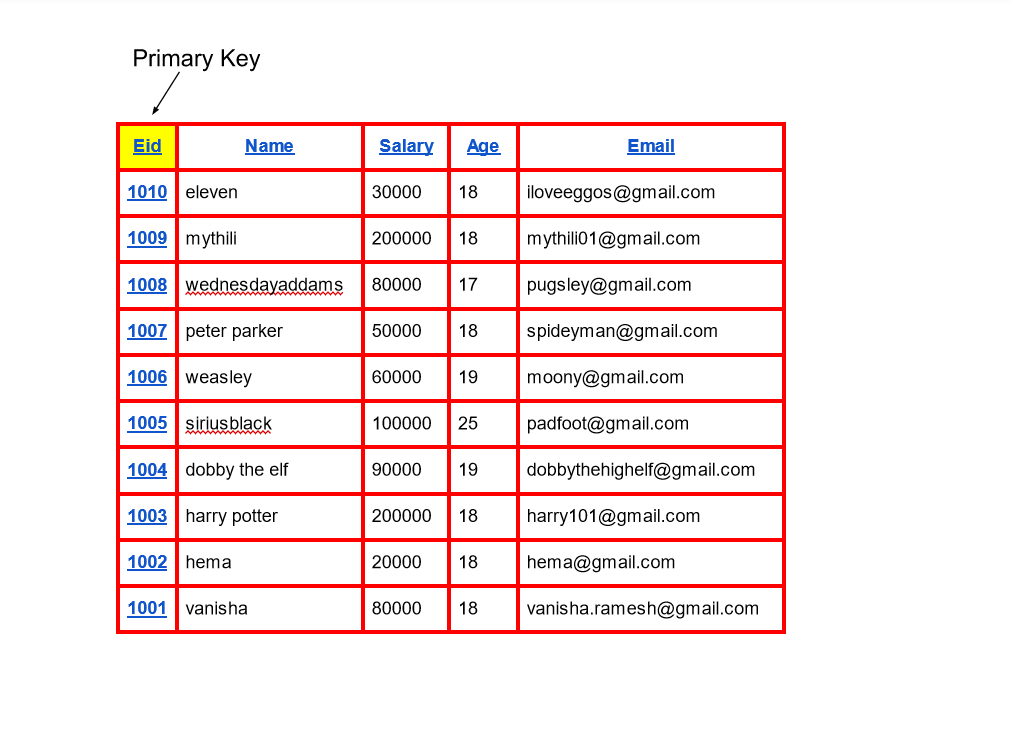 Primary Key
Eid Name Salary Age Email
1010 eleven 30000 18 iloveeggos@gmail.com
1009 mythili 200000 18 mythili01@gmail.com
1008 wednesdayaddams 80000 17 pugsley@gmail.com
1007 peter parker 50000 18 spideyman@gmail.com
1006 weasley 60000 19 moony@gmail.com
1005 siriusblack 100000 25 padfoot@gmail.com
1004 dobby the elf 90000 19 dobbythehighelf@gmail.com
1003 harry potter 200000 18 harry101@gmail.com
1002 hema 20000 18 hema@gmail.com
1001 vanisha 80000 18 vanisha.ramesh@gmail.com